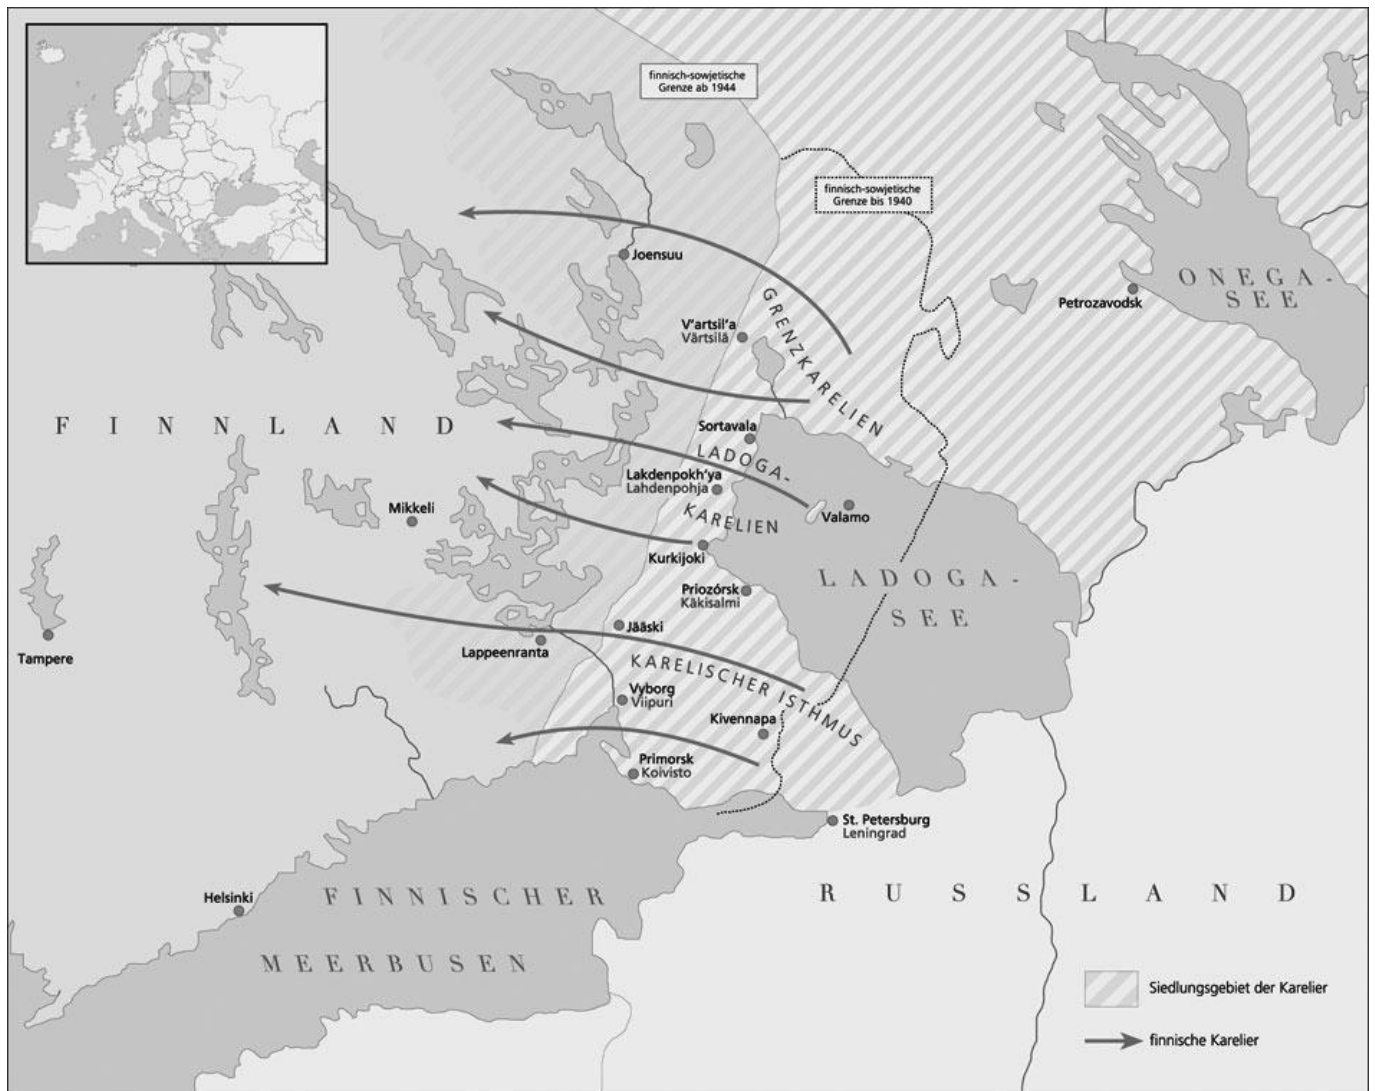 finnisch-sowjetische
Grenze ab 1944
finnisch-sowjetische
Grenze bis 1940
Joensuu
ONEGA-
SEE
Petrozavodsk
GRENZKARELIEN
V'artsil'a
Värtsilä
FINNLAND
Sortavala
LADOGA-
KARELIEN
Lakdenpokh'ya
Lahdenpohja
Mikkeli
Valamo
Kurkijoki
LADOGA-
SEE
Priozórsk
Käkisalmi
Jääski
Tampere
Lappeenranta
KARELISCHER ISTHMUS
Vyborg
Viipuri
Kivennapa
Primorsk
Koivisto
St. Petersburg
Leningrad
Helsinki
FINNISCHER
MEERBUSEN
RUSSLAND
Siedlungsgebiet der Karelier
finnische Karelier